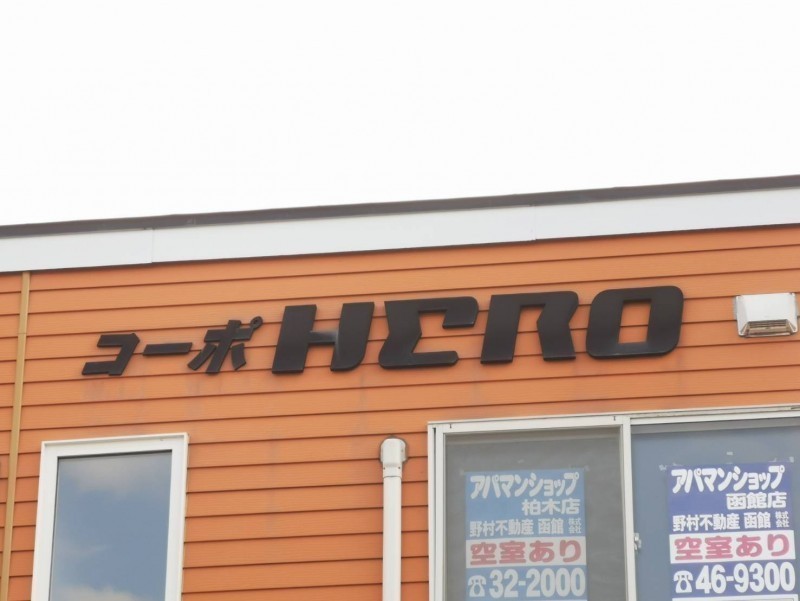 コーポ HERO
アパマンショップ
柏木店
野村不動産 函館 株式会社
空室あり
☎32-2000
アパマンショップ
函館店
野村不動産 函館 株式会社
空室あり
☎46-9300